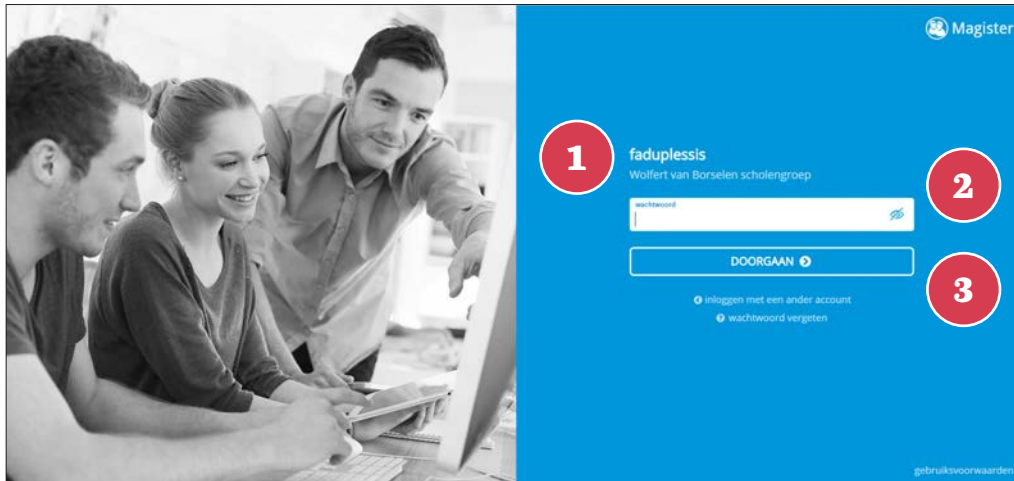 Magister
1
faduplessis
Wolfert van Borselen scholengroep
2
wachtwoord
DOORGAAN
3
inloggen met een ander account
wachtwoord vergeten
gebruiksvoorwaarden